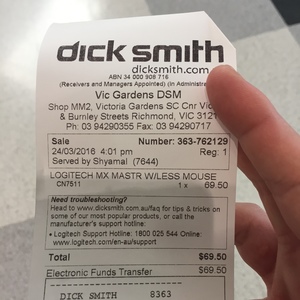 dick smith
dicksmith.com
ABN 34 000 908 716
(Receivers and Managers Appointed) (In Administra
Vic Gardens DSM
Shop MM2, Victoria Gardens SC Cnr Vic
& Burnley Streets Richmond, VIC 3121
Ph: 03 94290355 Fax: 03 94290717
Sale Number: 363-762129
24/03/2016 4:01 pm Reg: 1
Served by Shyamal (7644)
LOGITECH MX MASTR W/LESS MOUSE
CN7511 1 x 69.50
Need troubleshooting?
Head to www.dicksmith.com.au/faq for tips & tricks on
some of our most popular products, or call the
manufacturer's support hotline:
• Logitech Support Hotline: 1800 025 544 Online:
www.logitech.com/en-au/support
Total $69.50
Electronic Funds Transfer $69.50
DICK SMITH 8363